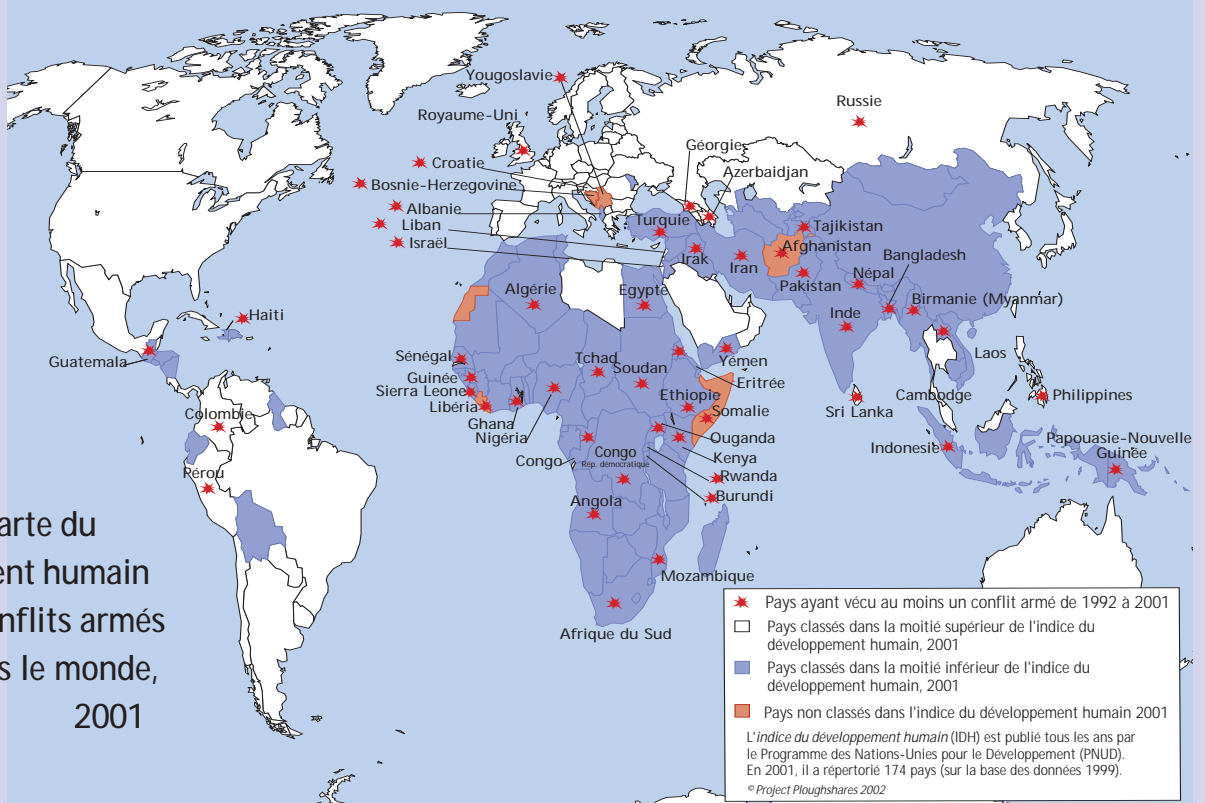 Yougoslavie
Royaume-Uni
Croatie
Bosnie-Herzegovine
Albanie
Liban
Israël
Russie
Géorgie
Azerbaidjan
Turquie
Tajikistan
Afghanistan
Irak
Iran
Bangladesh
Pakistan
Népal
Birmanie (Myanmar)
Inde
Algérie
Egypte
Haiti
Guatemala
Sénégal
Guinée
Sierra Leone
Libéria
Ghana
Nigéria
Tchad
Soudan
Yémen
Eritrée
Ethiopie
Somalie
Laos
Cambodge
Sri Lanka
Philippines
Colombie
Pérou
Ouganda
Kenya
Congo
Congo
Rép. démocratique
Rwanda
Burundi
Indonesie
Papouasie-Nouvelle
Guinée
Angola
Mozambique
Afrique du Sud
arte du
ent humain
nflits armés
s le monde,
2001
Pays ayant vécu au moins un conflit armé de 1992 à 2001
Pays classés dans la moitié supérieur de l'indice du
développement humain, 2001
Pays classés dans la moitié inférieur de l'indice du
développement humain, 2001
Pays non classés dans l'indice du développement humain 2001
L'indice du développement humain (IDH) est publié tous les ans par
le Programme des Nations-Unies pour le Développement (PNUD).
En 2001, il a répertorié 174 pays (sur la base des données 1999).
© Project Ploughshares 2002